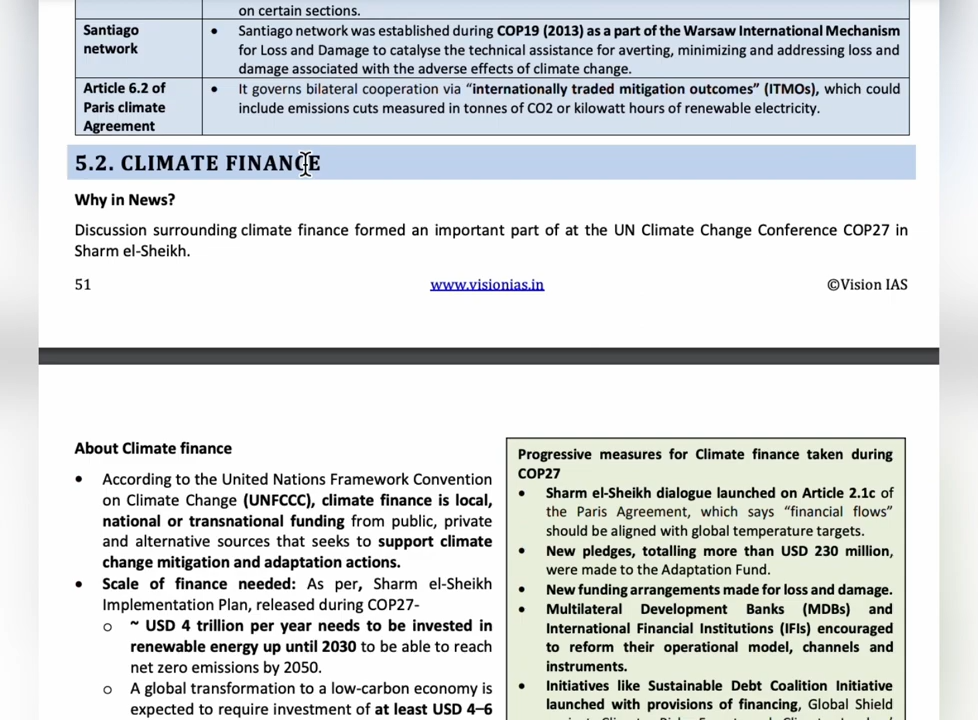 on certain sections.
Santiago
network
• Santiago network was established during COP19 (2013) as a part of the Warsaw International Mechanism
for Loss and Damage to catalyse the technical assistance for averting, minimizing and addressing loss and
damage associated with the adverse effects of climate change.
Article 6.2 of
Paris climate
Agreement
• It governs bilateral cooperation via “internationally traded mitigation outcomes” (ITMOs), which could
include emissions cuts measured in tonnes of CO2 or kilowatt hours of renewable electricity.
5.2. CLIMATE FINANCE
Why in News?
Discussion surrounding climate finance formed an important part of at the UN Climate Change Conference COP27 in
Sharm el-Sheikh.
51 www.visionias.in ©Vision IAS
About Climate finance
• According to the United Nations Framework Convention
on Climate Change (UNFCCC), climate finance is local,
national or transnational funding from public, private
and alternative sources that seeks to support climate
change mitigation and adaptation actions.
• Scale of finance needed: As per, Sharm el-Sheikh
Implementation Plan, released during COP27-
o ~ USD 4 trillion per year needs to be invested in
renewable energy up until 2030 to be able to reach
net zero emissions by 2050.
o A global transformation to a low-carbon economy is
expected to require investment of at least USD 4–6
Progressive measures for Climate finance taken during
COP27
• Sharm el-Sheikh dialogue launched on Article 2.1c of
the Paris Agreement, which says “financial flows”
should be aligned with global temperature targets.
• New pledges, totalling more than USD 230 million,
were made to the Adaptation Fund.
• New funding arrangements made for loss and damage.
• Multilateral Development Banks (MDBs) and
International Financial Institutions (IFIs) encouraged
to reform their operational model, channels and
instruments.
• Initiatives like Sustainable Debt Coalition Initiative
launched with provisions of financing, Global Shield